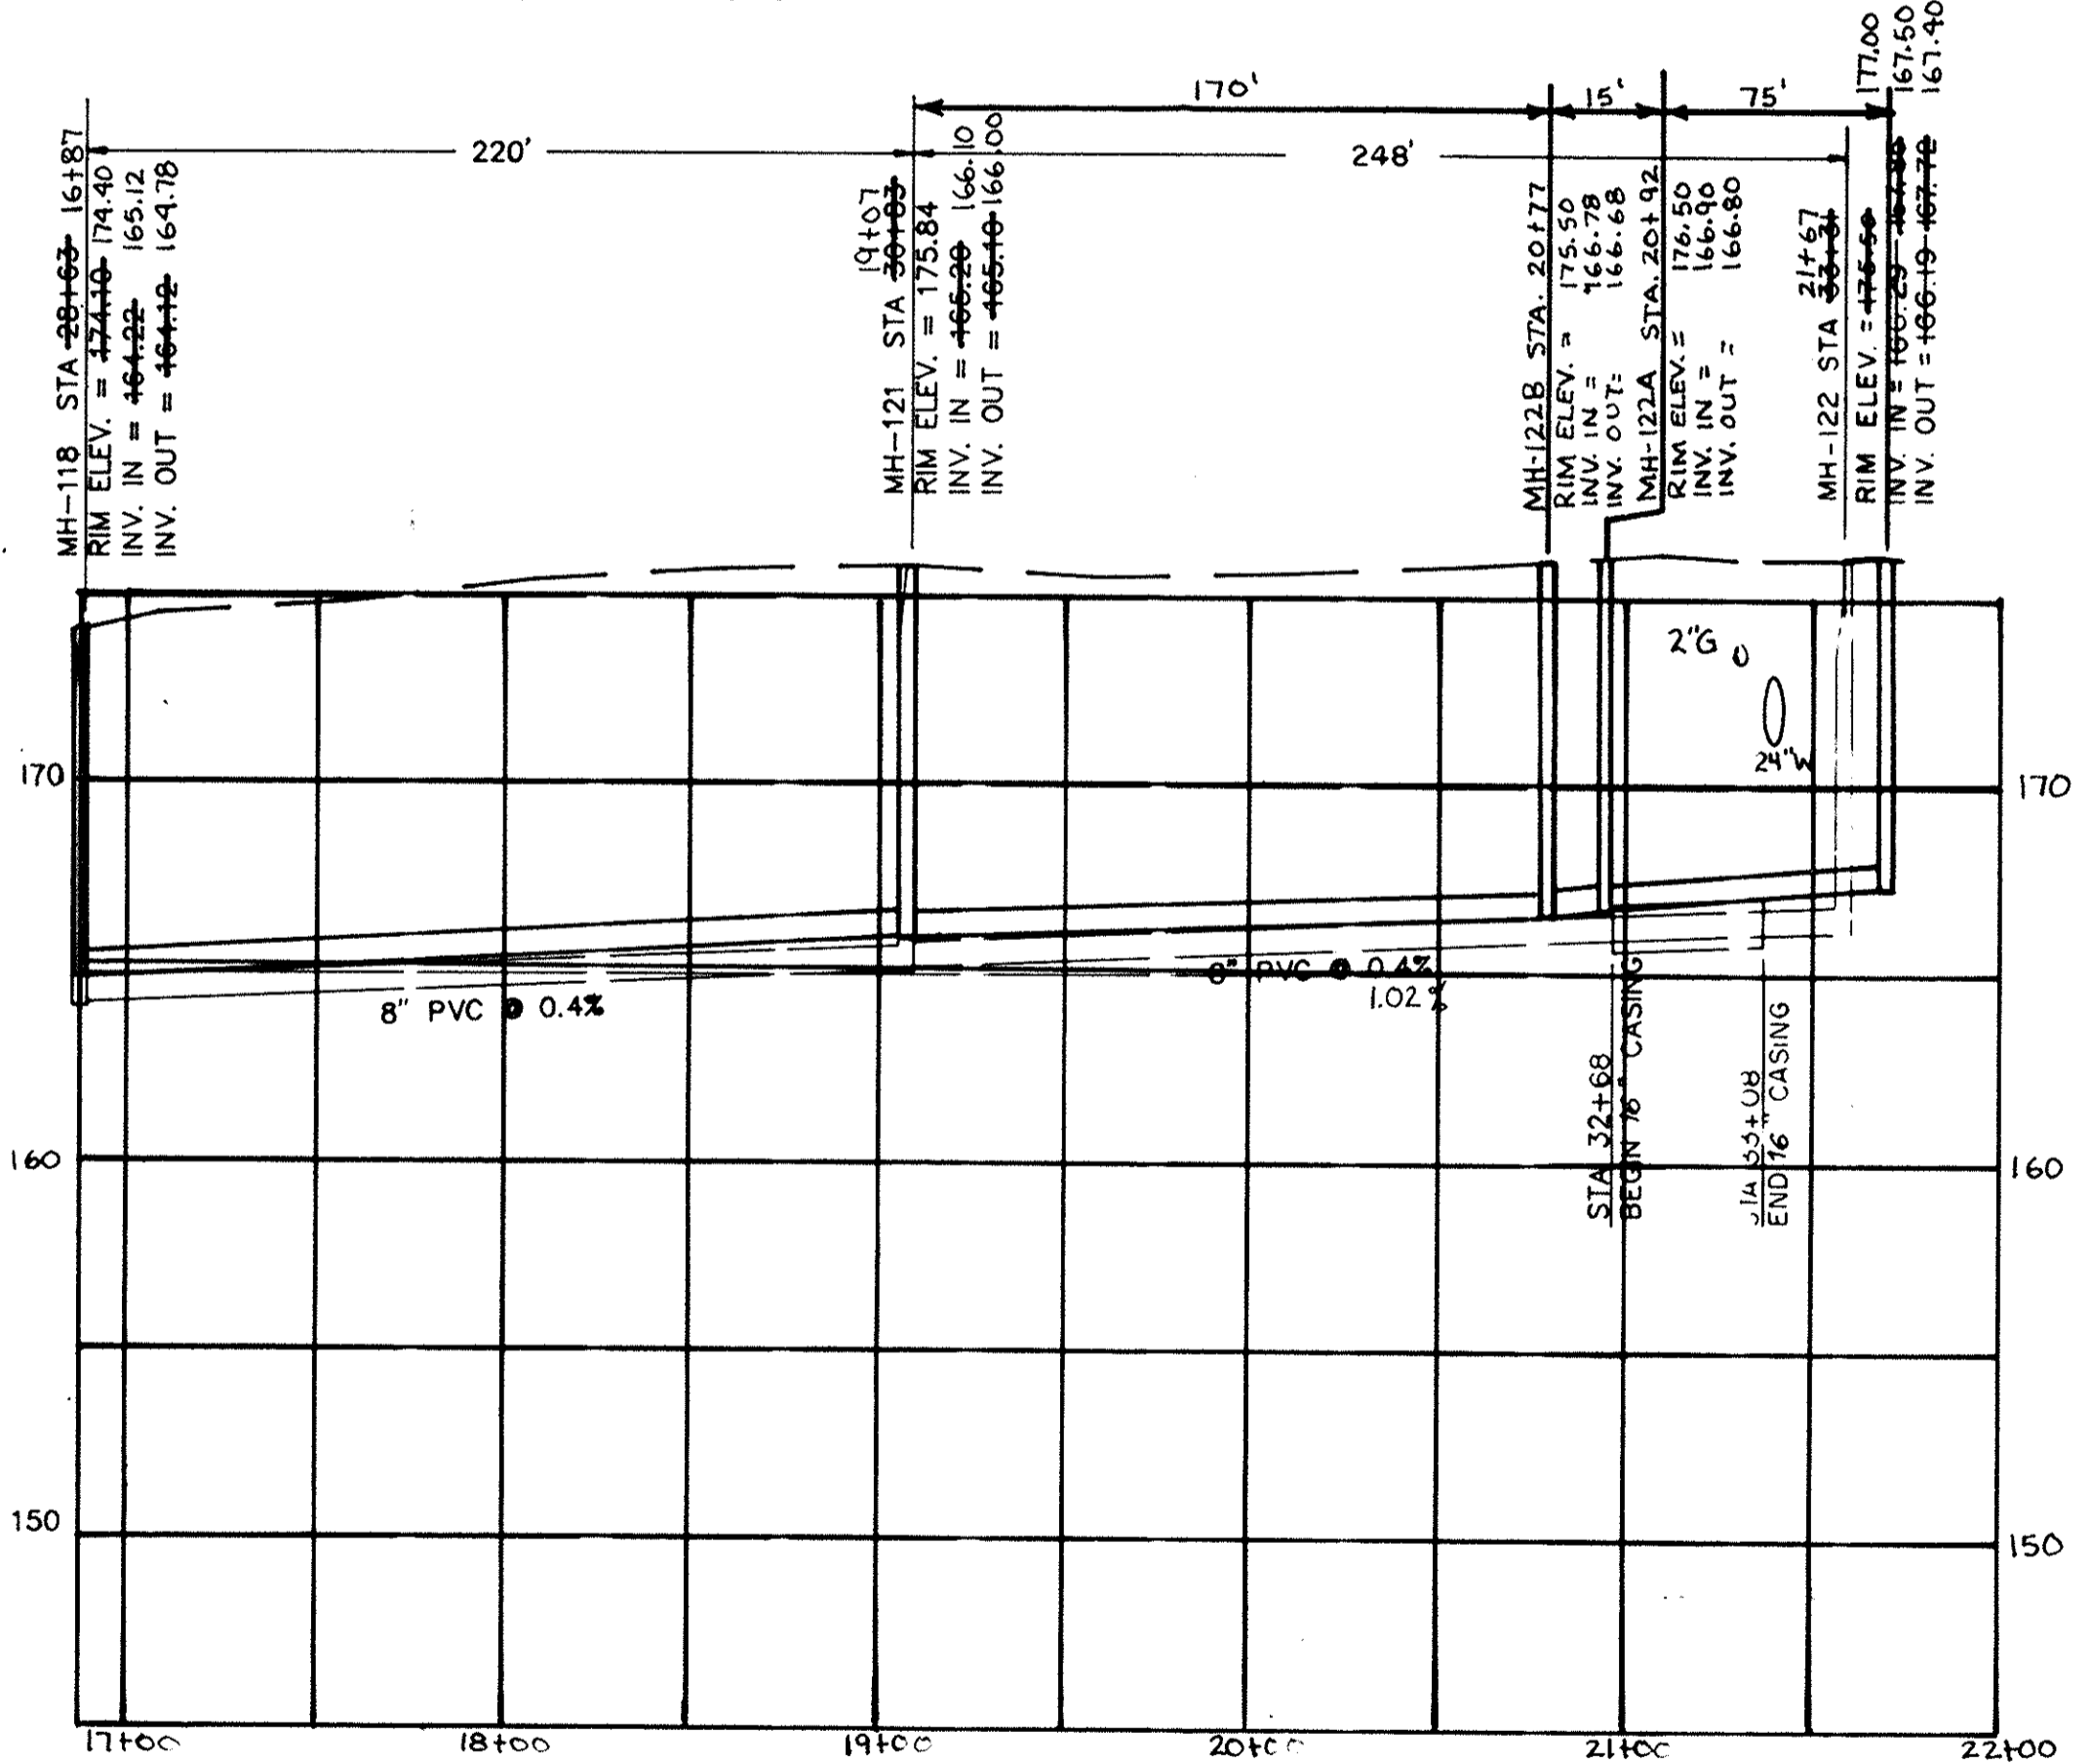 220'
170'
15'
75'
248'
MH-118 STA 28+63 16+87
RIM ELEV. = 174.10 174.40
INV. IN = 164.22 165.12
INV. OUT = 164.12 164.78
19+07
MH-121 STA 30+83
RIM ELEV. = 175.84
INV. IN = 165.20 166.10
INV. OUT = 165.10 166.00
MH-122B STA. 20+77
RIM ELEV. = 175.50
INV. IN = 166.78
INV. OUT= 166.68
MH-122A STA. 20+92
RIM ELEV.= 176.50
INV. IN = 166.90
INV. OUT = 166.80
21+67
MH-122 STA 33+31
RIM ELEV. = 176.50 177.00
INV. IN = 166.29 167.50
INV. OUT = 166.19 167.72 167.40
2"G
24"W
170
170
8" PVC @ 0.4%
8" PVC @ 0.4%
1.02%
STA 32+68
BEGIN 16" CASING
STA 33+08
END 16" CASING
160
160
150
150
17+00
18+00
19+00
20+00
21+00
22+00